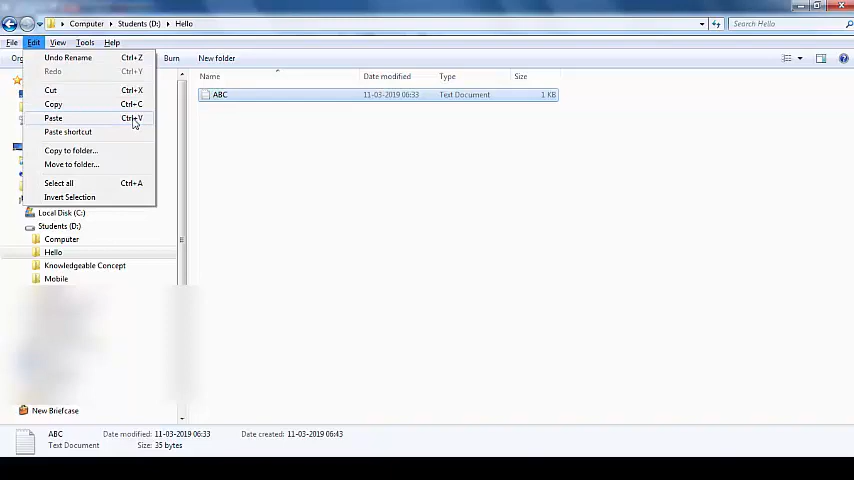 Computer ▸ Students (D:) ▸ Hello
Search Hello
File Edit View Tools Help
Burn New folder
Undo Rename Ctrl+Z
Redo Ctrl+Y
Cut Ctrl+X
Copy Ctrl+C
Paste Ctrl+V
Paste shortcut
Copy to folder...
Move to folder...
Select all Ctrl+A
Invert Selection
Name Date modified Type Size
ABC 11-03-2019 06:33 Text Document 1 KB
Local Disk (C:)
Students (D:)
Computer
Hello
Knowledgeable Concept
Mobile
New Briefcase
ABC Date modified: 11-03-2019 06:33 Date created: 11-03-2019 06:43
Text Document Size: 35 bytes